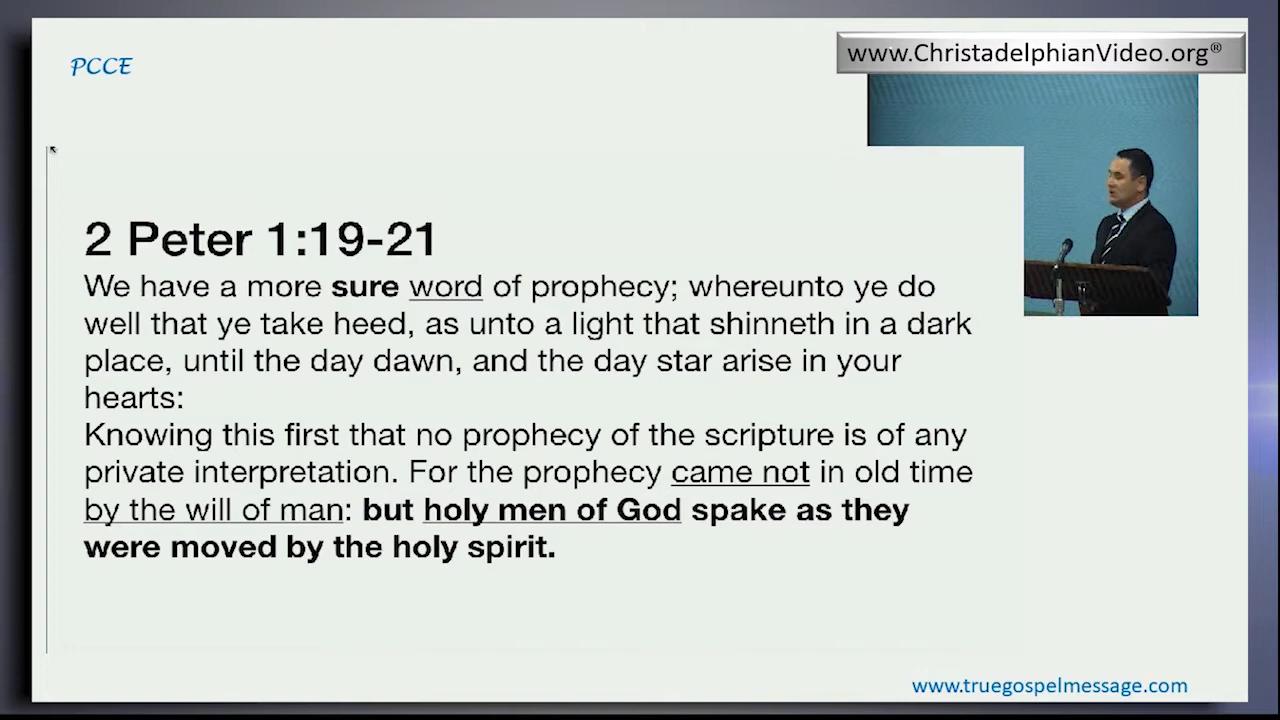 PCCE
www.ChristadelphianVideo.org®
2 Peter 1:19-21
We have a more sure word of prophecy; whereunto ye do
well that ye take heed, as unto a light that shinneth in a dark
place, until the day dawn, and the day star arise in your
hearts:
Knowing this first that no prophecy of the scripture is of any
private interpretation. For the prophecy came not in old time
by the will of man: but holy men of God spake as they
were moved by the holy spirit.
www.truegospelmessage.com